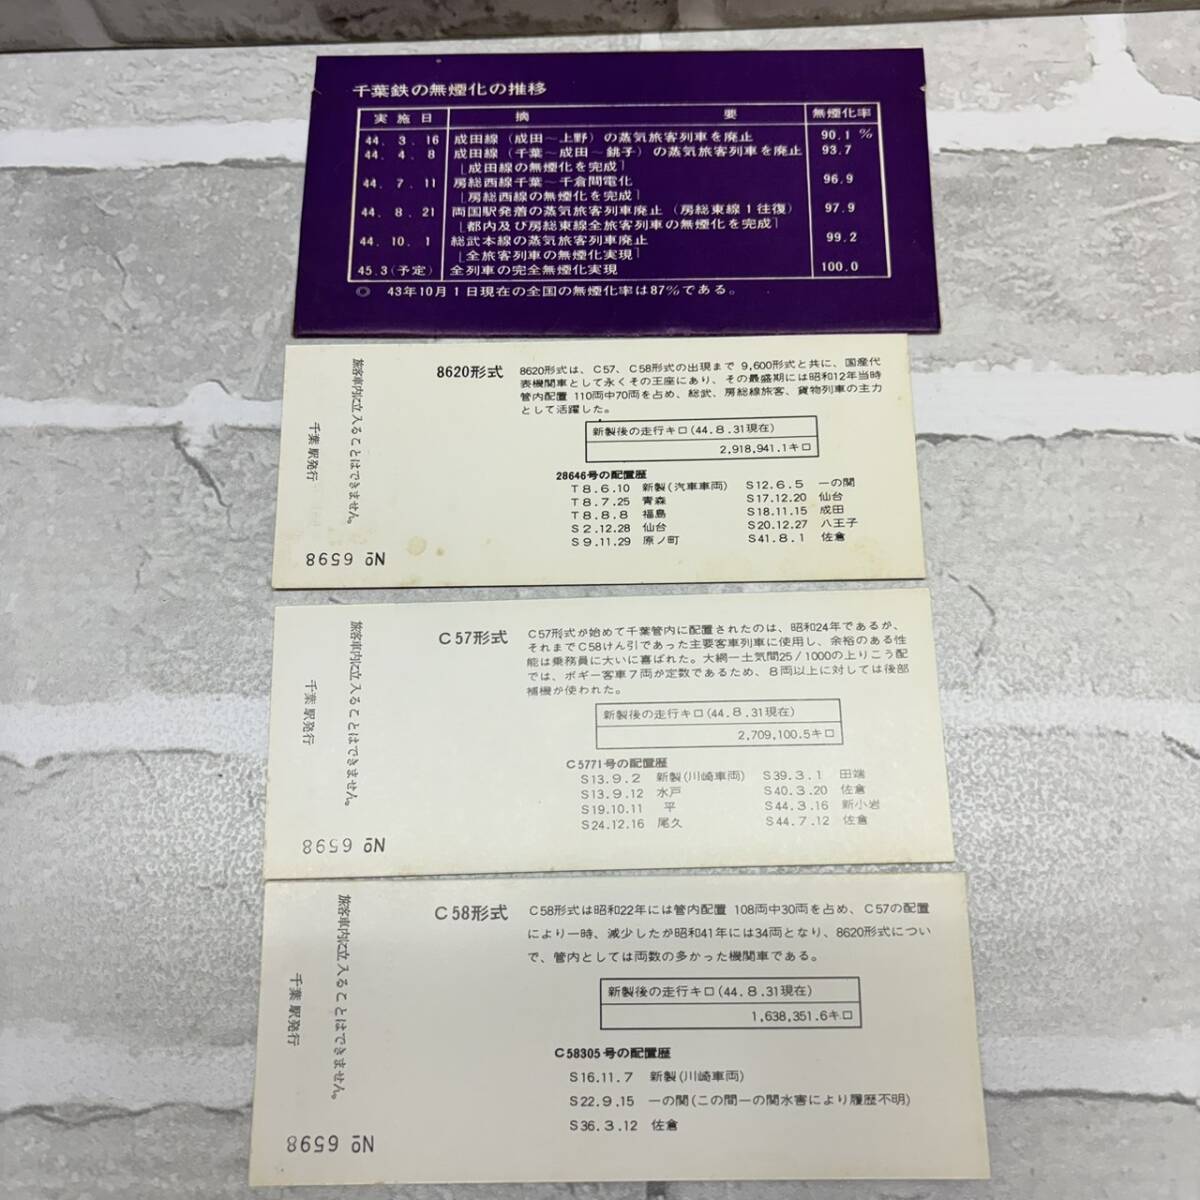 千葉鉄の無煙化の推移
実施日 摘要 無煙化率
44. 3. 16 成田線（成田～上野）の蒸気旅客列車を廃止 90.1 %
44. 4. 8 成田線（千葉～成田～銚子）の蒸気旅客列車を廃止 93.7
［成田線の無煙化を完成］
44. 7. 11 房総西線千葉～千倉間電化 96.9
［房総西線の無煙化を完成］
44. 8. 21 両国駅発着の蒸気旅客列車廃止（房総東線１往復） 97.9
［都内及び房総東線全旅客列車の無煙化を完成］
44. 10. 1 総武本線の蒸気旅客列車廃止 99.2
［全旅客列車の無煙化実現］
45.3(予定) 全列車の完全無煙化実現 100.0
◎ 43年10月１日現在の全国の無煙化率は87%である。
旅客車内に立入ることはできません。
千葉駅発行
№ 6598
8620形式
8620形式は、C57、C58形式の出現まで 9,600形式と共に、国産代
表機関車として永くその王座にあり、その最盛期には昭和12年当時
管内配置 110両中70両を占め、総武、房総線旅客、貨物列車の主力
として活躍した。
新製後の走行キロ(44.8.31現在)
2,918,941.1キロ
28646号の配置歴
T8.6.10 新製(汽車車両)
T8.7.25 青森
T8.8.8 福島
S2.12.28 仙台
S9.11.29 原ノ町
S12.6.5 一の関
S17.12.20 仙台
S18.11.15 成田
S20.12.27 八王子
S41.8.1 佐倉
旅客車内に立入ることはできません。
千葉駅発行
№ 6598
C57形式
C57形式が始めて千葉管内に配置されたのは、昭和24年であるが、
それまでC58けん引であった主要客車列車に使用し、余裕のある性
能は乗務員に大いに喜ばれた。大網ー土気間25/1000の上りこう配
では、ボギー客車７両が定数であるため、８両以上に対しては後部
補機が使われた。
新製後の走行キロ(44.8.31現在)
2,709,100.5キロ
C5771号の配置歴
S13.9.2 新製(川崎車両)
S13.9.12 水戸
S19.10.11 平
S24.12.16 尾久
S39.3.1 田端
S40.3.20 佐倉
S44.3.16 新小岩
S44.7.12 佐倉
旅客車内に立入ることはできません。
千葉駅発行
№ 6598
C58形式
C58形式は昭和22年には管内配置 108両中30両を占め、C57の配置
により一時、減少したが昭和41年には34両となり、8620形式につい
で、管内としては両数の多かった機関車である。
新製後の走行キロ(44.8.31現在)
1,638,351.6キロ
C58305号の配置歴
S16.11.7 新製(川崎車両)
S22.9.15 一の関(この間一の関水害により履歴不明)
S36.3.12 佐倉